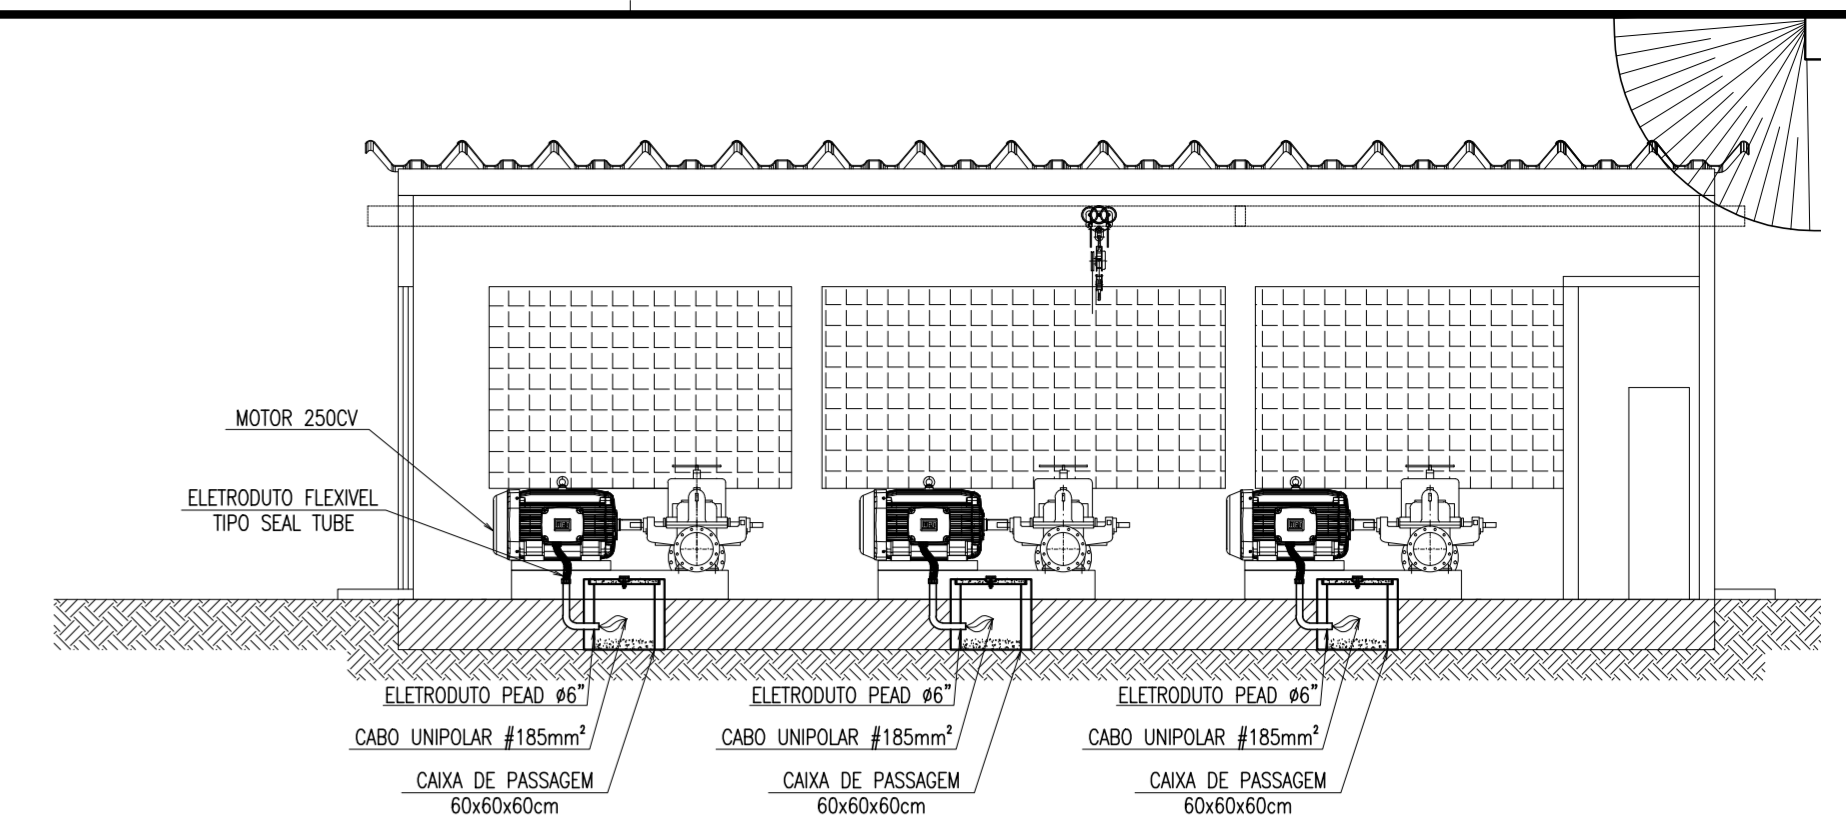 MOTOR 250CV
ELETRODUTO FLEXIVEL
TIPO SEAL TUBE
ELETRODUTO PEAD ø6”
CABO UNIPOLAR #185mm²
CAIXA DE PASSAGEM
60x60x60cm
ELETRODUTO PEAD ø6”
CABO UNIPOLAR #185mm²
CAIXA DE PASSAGEM
60x60x60cm
ELETRODUTO PEAD ø6”
CABO UNIPOLAR #185mm²
CAIXA DE PASSAGEM
60x60x60cm